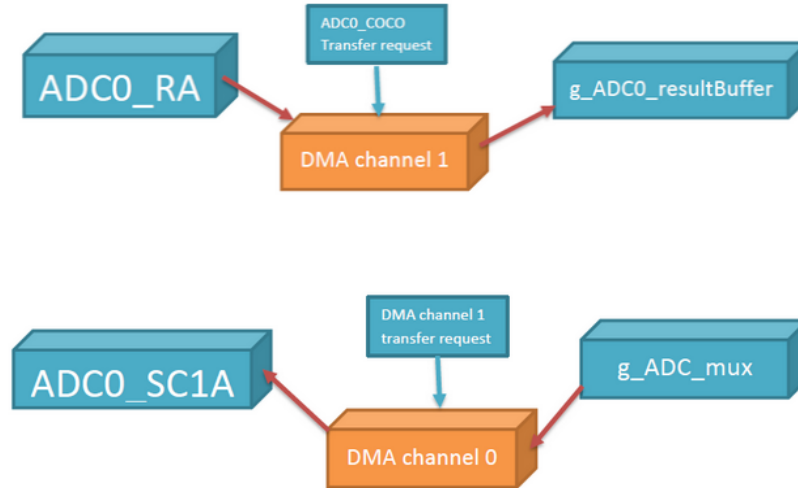 ADC0_COCO
Transfer request
ADC0_RA
g_ADC0_resultBuffer
DMA channel 1
DMA channel 1
transfer request
ADC0_SC1A
g_ADC_mux
DMA channel 0